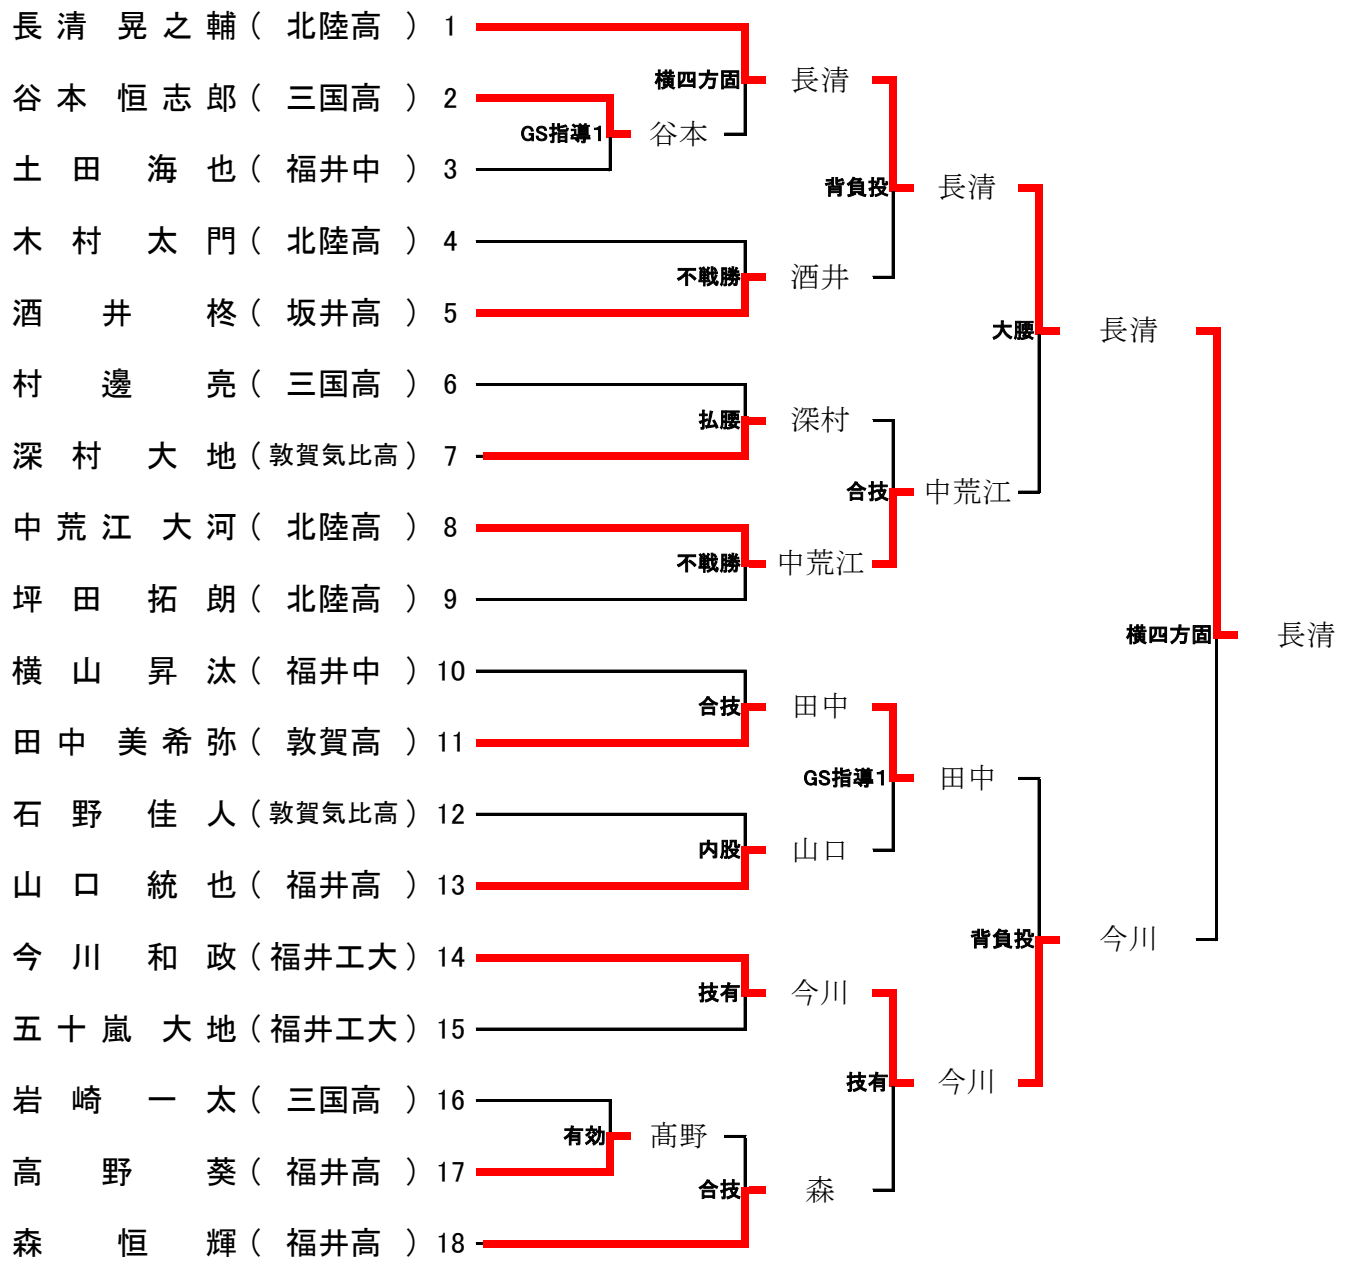 長清 晃之輔 ( 北陸高 ) 1
横四方固 長清
谷本 恒志郎 ( 三国高 ) 2
GS指導1 谷本
土田 海也 ( 福井中 ) 3
背負投 長清
木村 太門 ( 北陸高 ) 4
不戦勝 酒井
酒井 柊 ( 坂井高 ) 5
大腰 長清
村邊 亮 ( 三国高 ) 6
払腰 深村
深村 大地 ( 敦賀気比高 ) 7
合技 中荒江
中荒江 大河 ( 北陸高 ) 8
不戦勝 中荒江
坪田 拓朗 ( 北陸高 ) 9
横四方固 長清
横山 昇汰 ( 福井中 ) 10
合技 田中
田中 美希弥 ( 敦賀高 ) 11
GS指導1 田中
石野 佳人 ( 敦賀気比高 ) 12
内股 山口
山口 統也 ( 福井高 ) 13
背負投 今川
今川 和政 ( 福井工大 ) 14
技有 今川
五十嵐 大地 ( 福井工大 ) 15
技有 今川
岩崎 一太 ( 三国高 ) 16
有効 髙野
高野 葵 ( 福井高 ) 17
合技 森
森 恒輝 ( 福井高 ) 18